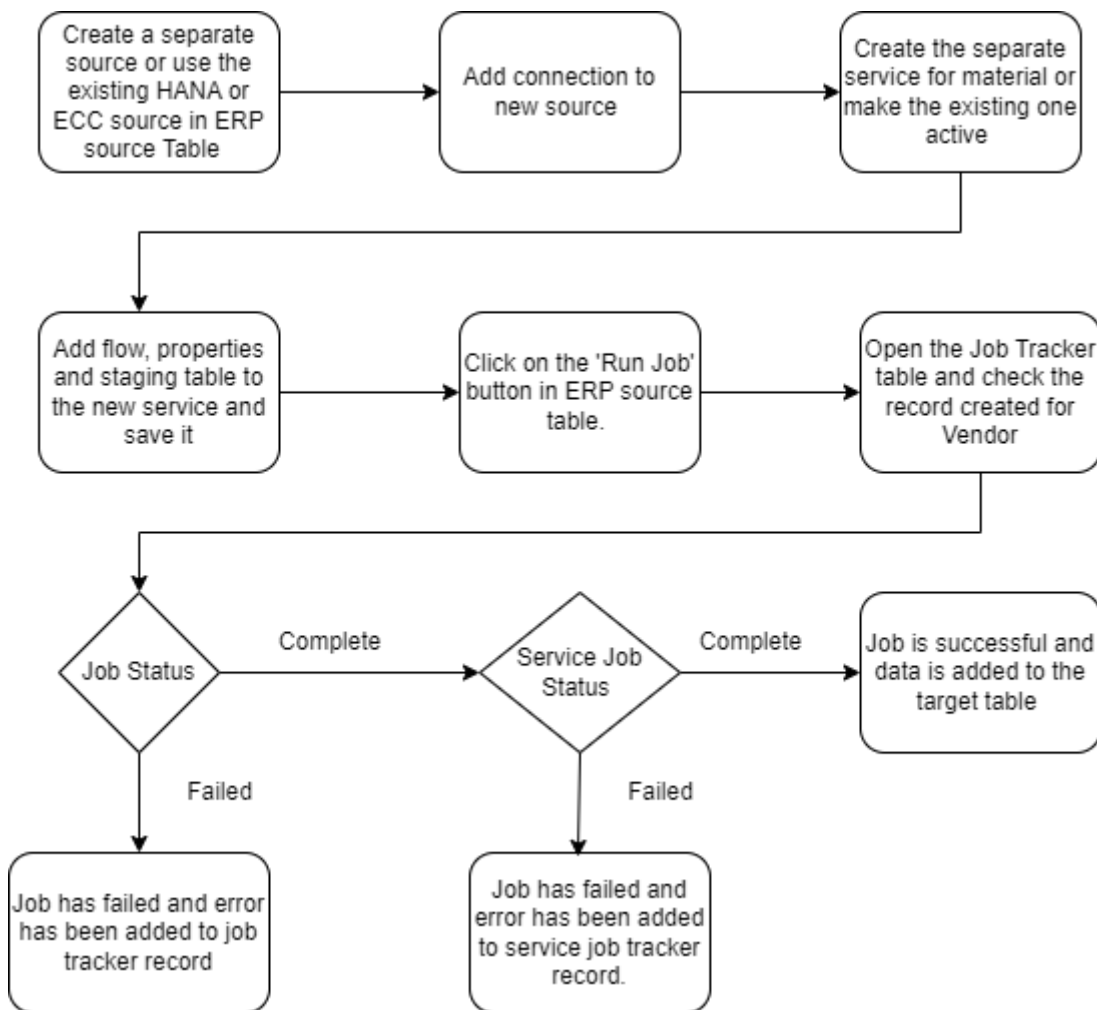 Create a separate
source or use the
existing HANA or
ECC source in ERP
source Table
Add connection to
new source
Create the separate
service for material or
make the existing one
active
Add flow, properties
and staging table to
the new service and
save it
Click on the 'Run Job'
button in ERP source
table.
Open the Job Tracker
table and check the
record created for
Vendor
Job Status
Complete
Service Job
Status
Complete
Job is successful and
data is added to the
target table
Failed
Failed
Job has failed and error
has been added to job
tracker record
Job has failed and
error has been added
to service job tracker
record.